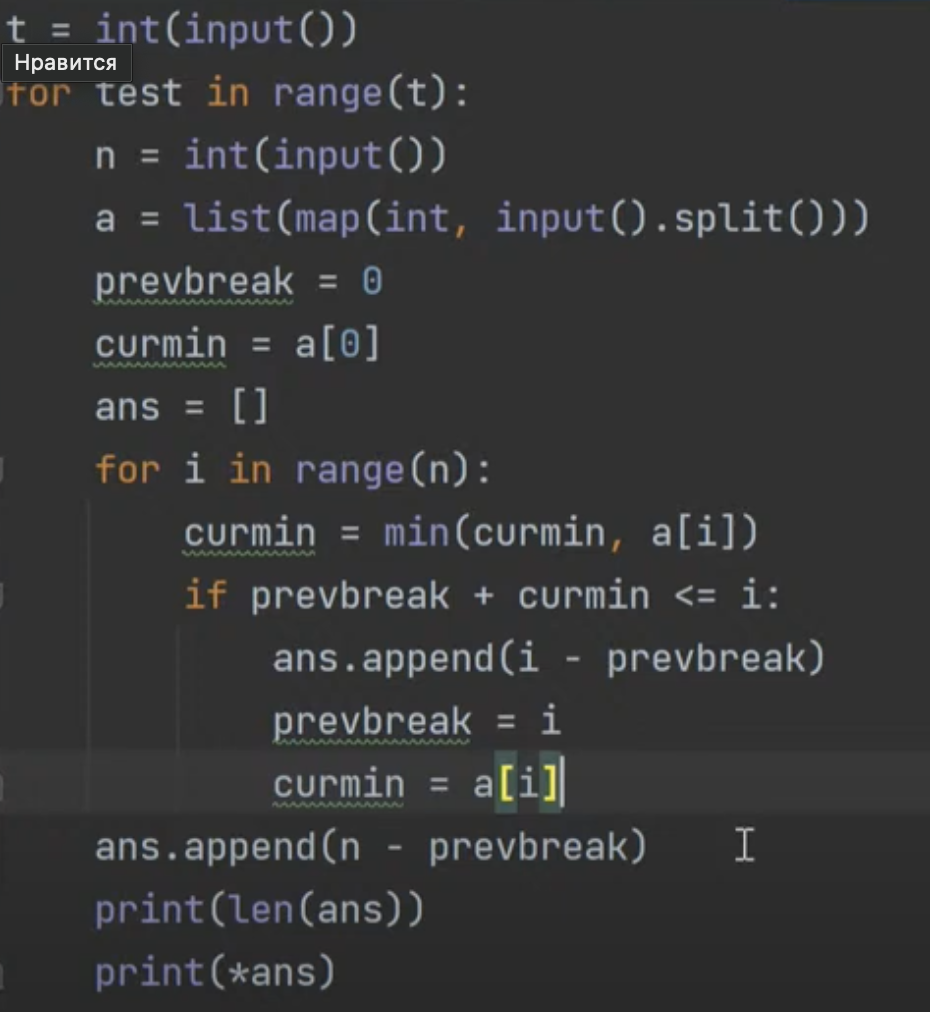 t = int(input())
Нравится
for test in range(t):
    n = int(input())
    a = list(map(int, input().split()))
    prevbreak = 0
    curmin = a[0]
    ans = []
    for i in range(n):
        curmin = min(curmin, a[i])
        if prevbreak + curmin <= i:
            ans.append(i - prevbreak)
            prevbreak = i
            curmin = a[i]
    ans.append(n - prevbreak)
    print(len(ans))
    print(*ans)